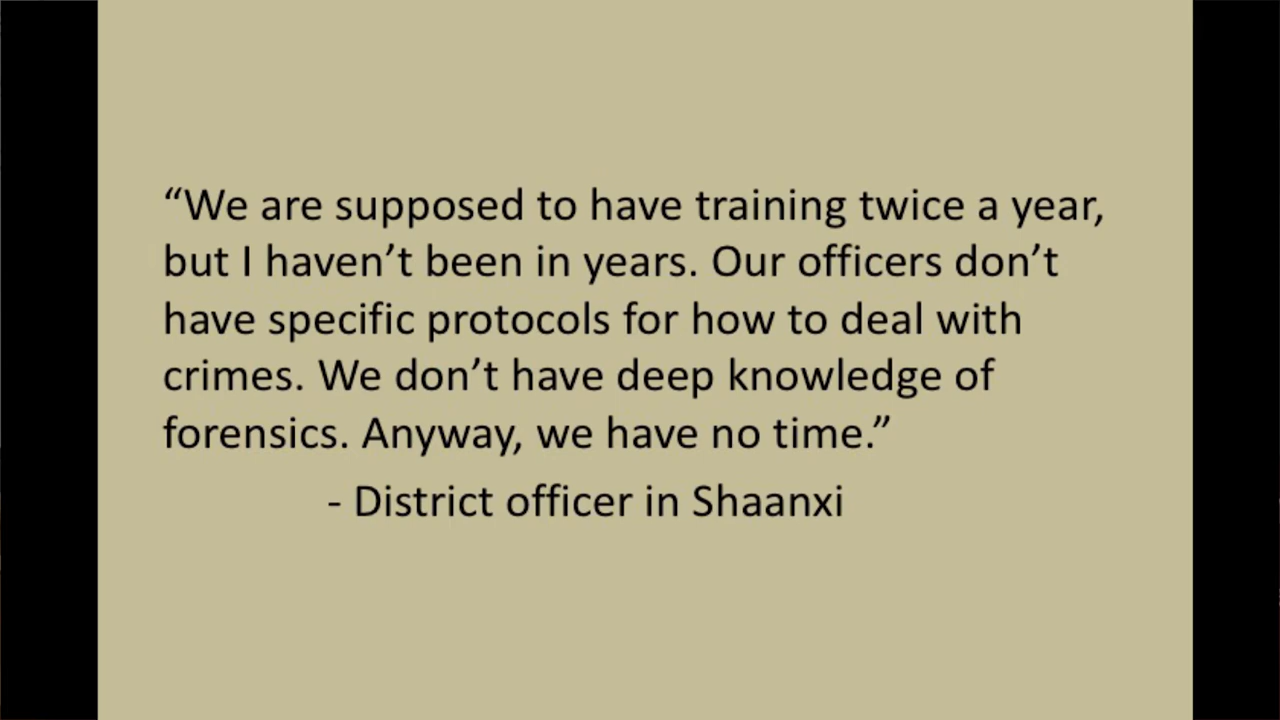 “We are supposed to have training twice a year,
but I haven’t been in years. Our officers don’t
have specific protocols for how to deal with
crimes. We don’t have deep knowledge of
forensics. Anyway, we have no time.”
- District officer in Shaanxi